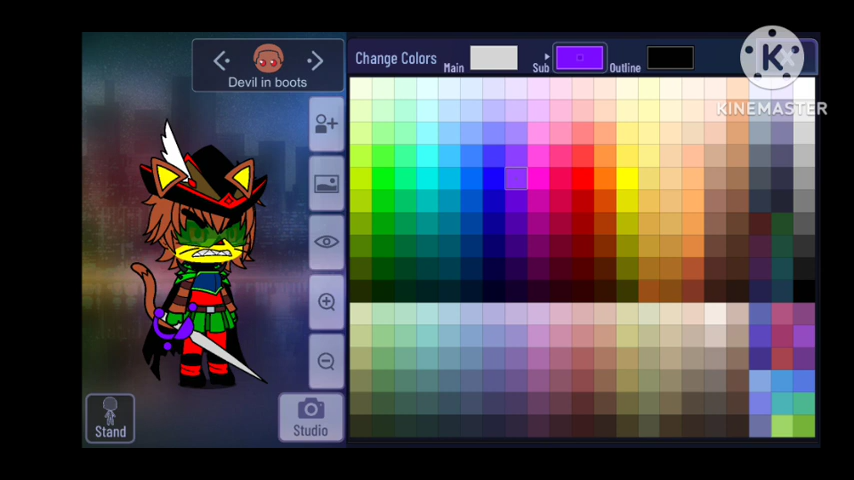 Devil in boots
Change Colors
Main
Sub
Outline
K
KINEMASTER
Stand
Studio